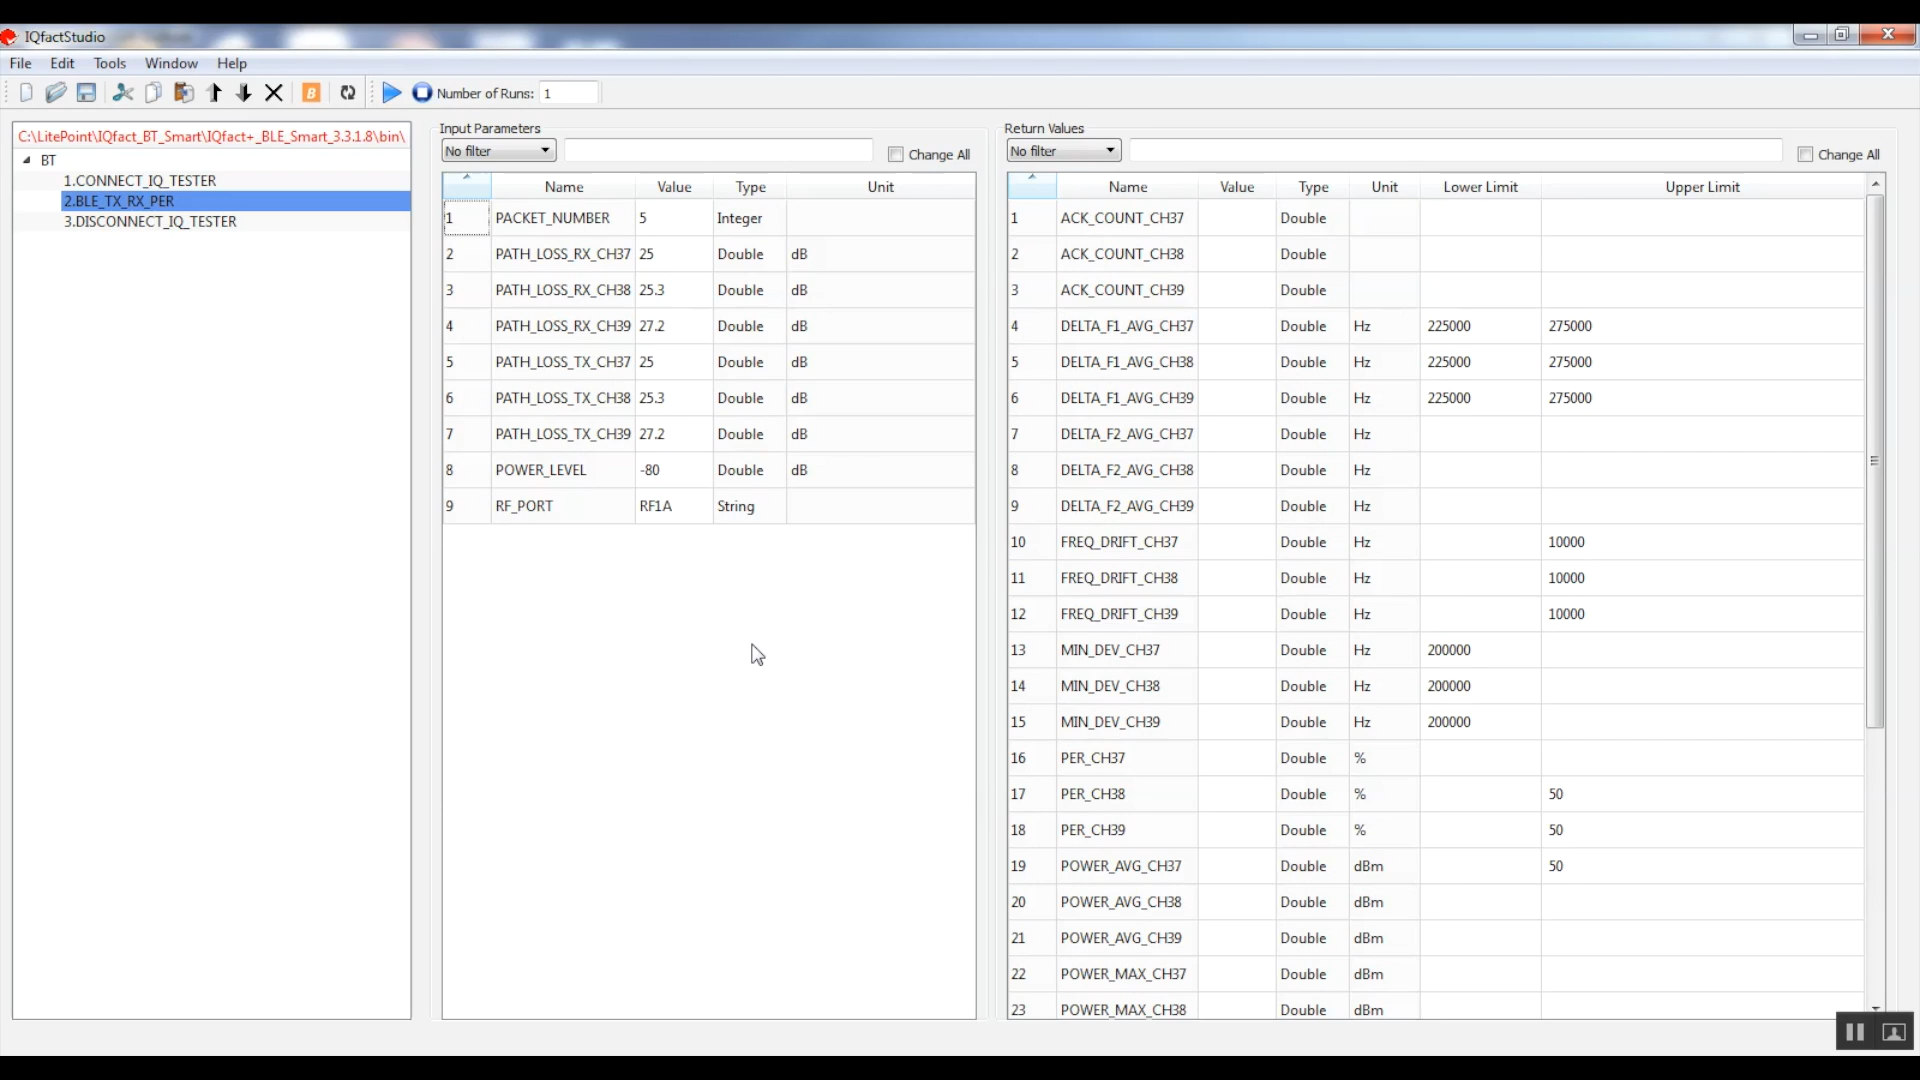 IQfactStudio
File Edit Tools Window Help
B Number of Runs: 1
C:\LitePoint\IQfact_BT_Smart\IQfact+_BLE_Smart_3.3.1.8\bin\
BT
1.CONNECT_IQ_TESTER
2.BLE_TX_RX_PER
3.DISCONNECT_IQ_TESTER
Input Parameters
No filter Change All
Name Value Type Unit
1 PACKET_NUMBER 5 Integer
2 PATH_LOSS_RX_CH37 25 Double dB
3 PATH_LOSS_RX_CH38 25.3 Double dB
4 PATH_LOSS_RX_CH39 27.2 Double dB
5 PATH_LOSS_TX_CH37 25 Double dB
6 PATH_LOSS_TX_CH38 25.3 Double dB
7 PATH_LOSS_TX_CH39 27.2 Double dB
8 POWER_LEVEL -80 Double dB
9 RF_PORT RF1A String
Return Values
No filter Change All
Name Value Type Unit Lower Limit Upper Limit
1 ACK_COUNT_CH37 Double
2 ACK_COUNT_CH38 Double
3 ACK_COUNT_CH39 Double
4 DELTA_F1_AVG_CH37 Double Hz 225000 275000
5 DELTA_F1_AVG_CH38 Double Hz 225000 275000
6 DELTA_F1_AVG_CH39 Double Hz 225000 275000
7 DELTA_F2_AVG_CH37 Double Hz
8 DELTA_F2_AVG_CH38 Double Hz
9 DELTA_F2_AVG_CH39 Double Hz
10 FREQ_DRIFT_CH37 Double Hz 10000
11 FREQ_DRIFT_CH38 Double Hz 10000
12 FREQ_DRIFT_CH39 Double Hz 10000
13 MIN_DEV_CH37 Double Hz 200000
14 MIN_DEV_CH38 Double Hz 200000
15 MIN_DEV_CH39 Double Hz 200000
16 PER_CH37 Double %
17 PER_CH38 Double % 50
18 PER_CH39 Double % 50
19 POWER_AVG_CH37 Double dBm 50
20 POWER_AVG_CH38 Double dBm
21 POWER_AVG_CH39 Double dBm
22 POWER_MAX_CH37 Double dBm
23 POWER_MAX_CH38 Double dBm